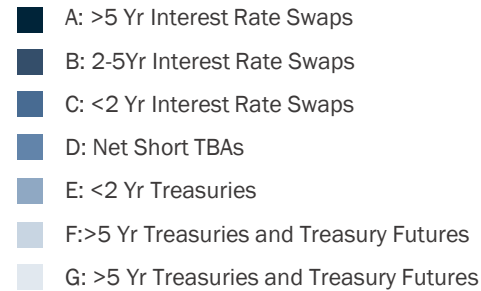 A: >5 Yr Interest Rate Swaps
B: 2-5Yr Interest Rate Swaps
C: <2 Yr Interest Rate Swaps
D: Net Short TBAs
E: <2 Yr Treasuries
F:>5 Yr Treasuries and Treasury Futures
G: >5 Yr Treasuries and Treasury Futures